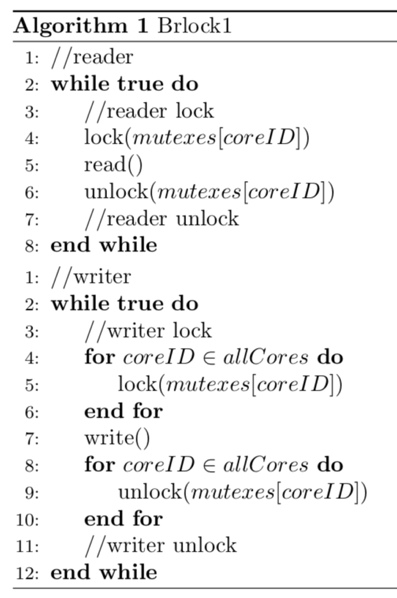 Algorithm 1 Brlock1
1: //reader
2: while true do
3: //reader lock
4: lock(mutexes[coreID])
5: read()
6: unlock(mutexes[coreID])
7: //reader unlock
8: end while
1: //writer
2: while true do
3: //writer lock
4: for coreID ∈ allCores do
5: lock(mutexes[coreID])
6: end for
7: write()
8: for coreID ∈ allCores do
9: unlock(mutexes[coreID])
10: end for
11: //writer unlock
12: end while